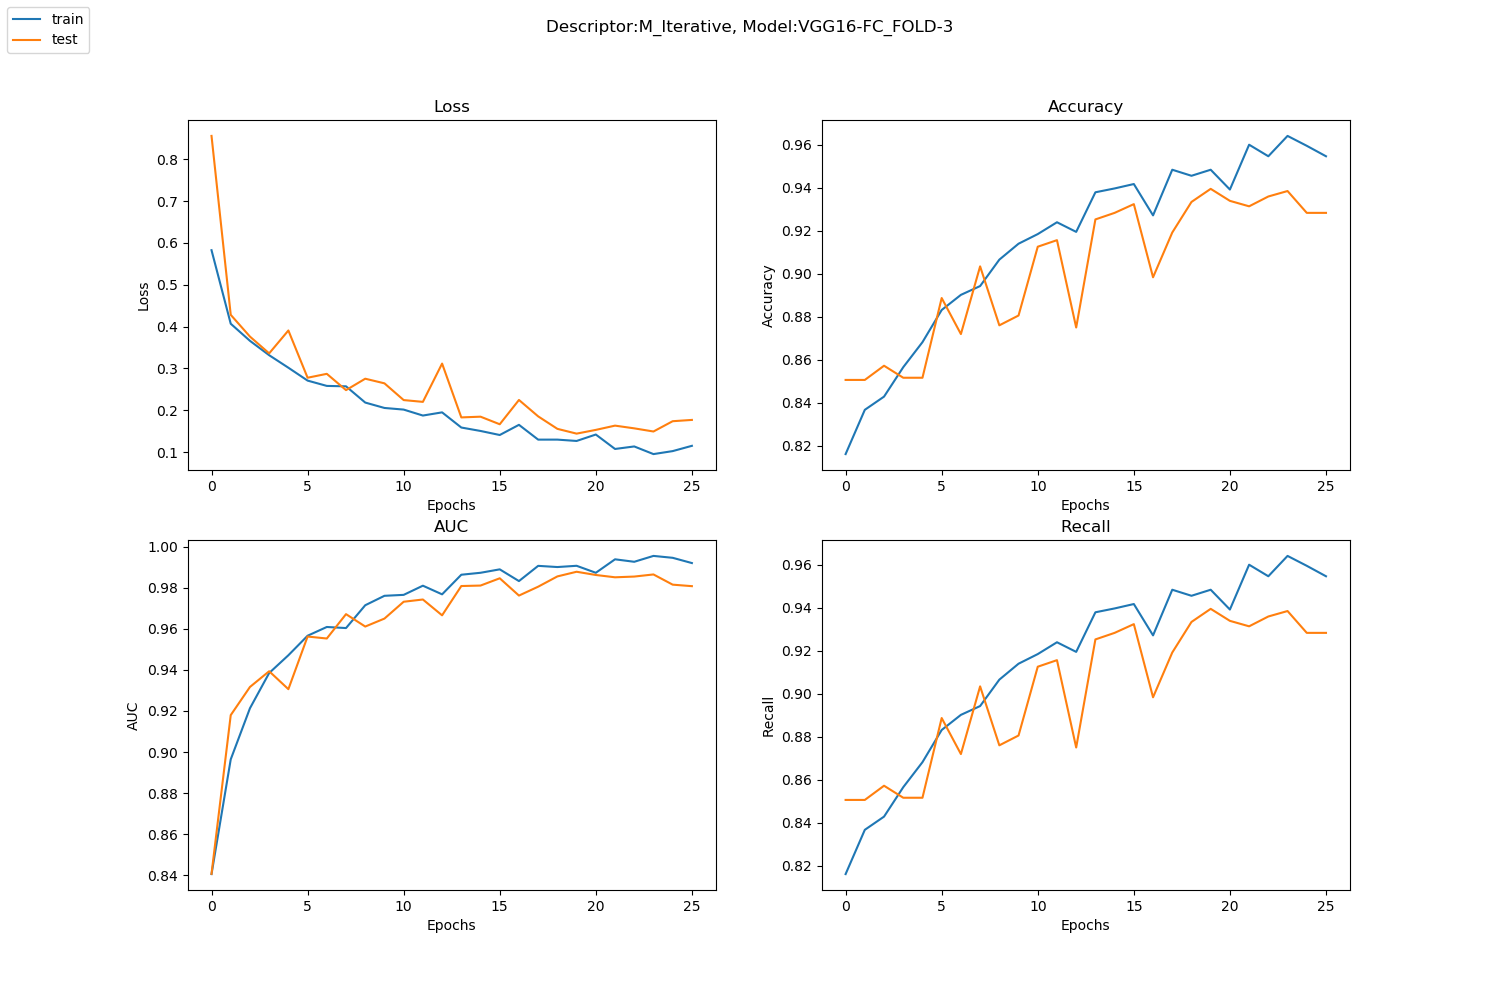 train
test
Descriptor:M_Iterative, Model:VGG16-FC_FOLD-3
Loss
Accuracy
0.8
0.7
0.6
0.5
0.4
0.3
0.2
0.1
Loss
0 5 10 15 20 25
Epochs
0.96
0.94
0.92
0.90
0.88
0.86
0.84
0.82
Accuracy
0 5 10 15 20 25
Epochs
AUC
Recall
1.00
0.98
0.96
0.94
0.92
0.90
0.88
0.86
0.84
AUC
0 5 10 15 20 25
Epochs
0.96
0.94
0.92
0.90
0.88
0.86
0.84
0.82
Recall
0 5 10 15 20 25
Epochs